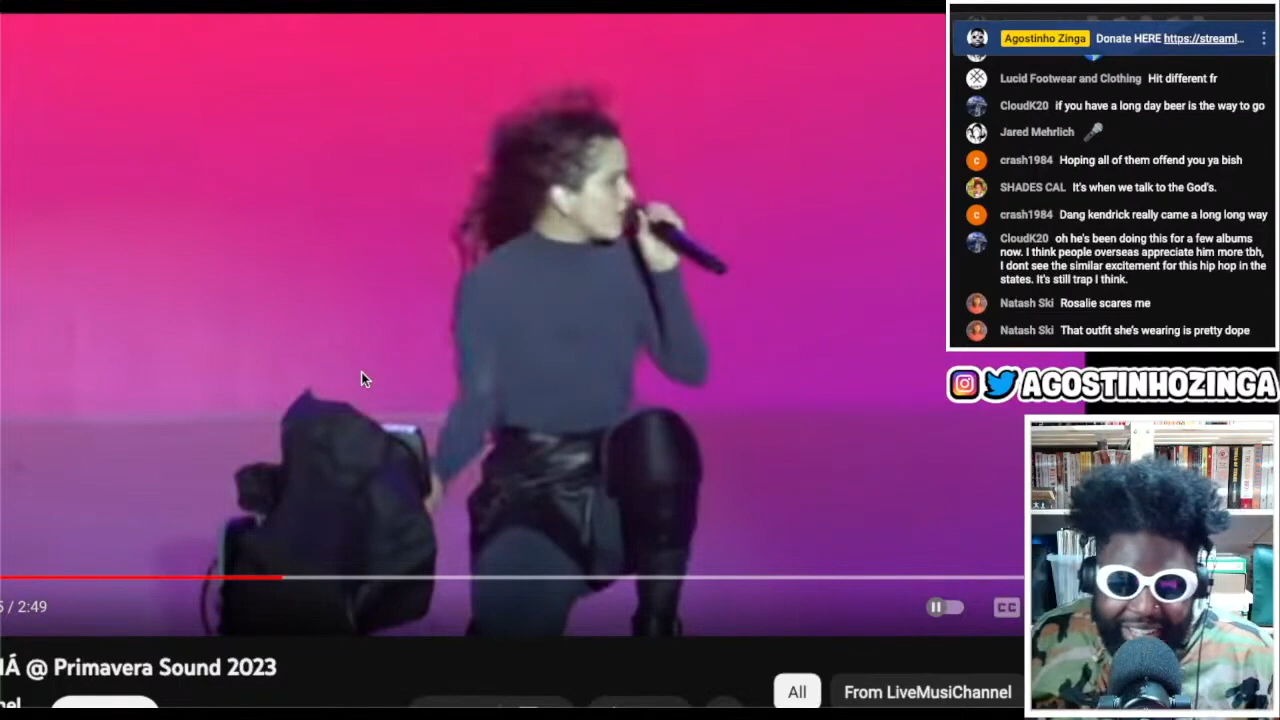 Agostinho Zinga Donate HERE https://streaml...
Lucid Footwear and Clothing Hit different fr
CloudK20 if you have a long day beer is the way to go
Jared Mehrlich
crash1984 Hoping all of them offend you ya bish
SHADES CAL It's when we talk to the God's.
crash1984 Dang kendrick really came a long long way
CloudK20 oh he's been doing this for a few albums
now. I think people overseas appreciate him more tbh,
I dont see the similar excitement for this hip hop in the
states. It's still trap I think.
Natash Ski Rosalie scares me
Natash Ski That outfit she's wearing is pretty dope
AGOSTINHOZINGA
5 / 2:49
CC
IÁ @ Primavera Sound 2023
nel
All
From LiveMusiChannel